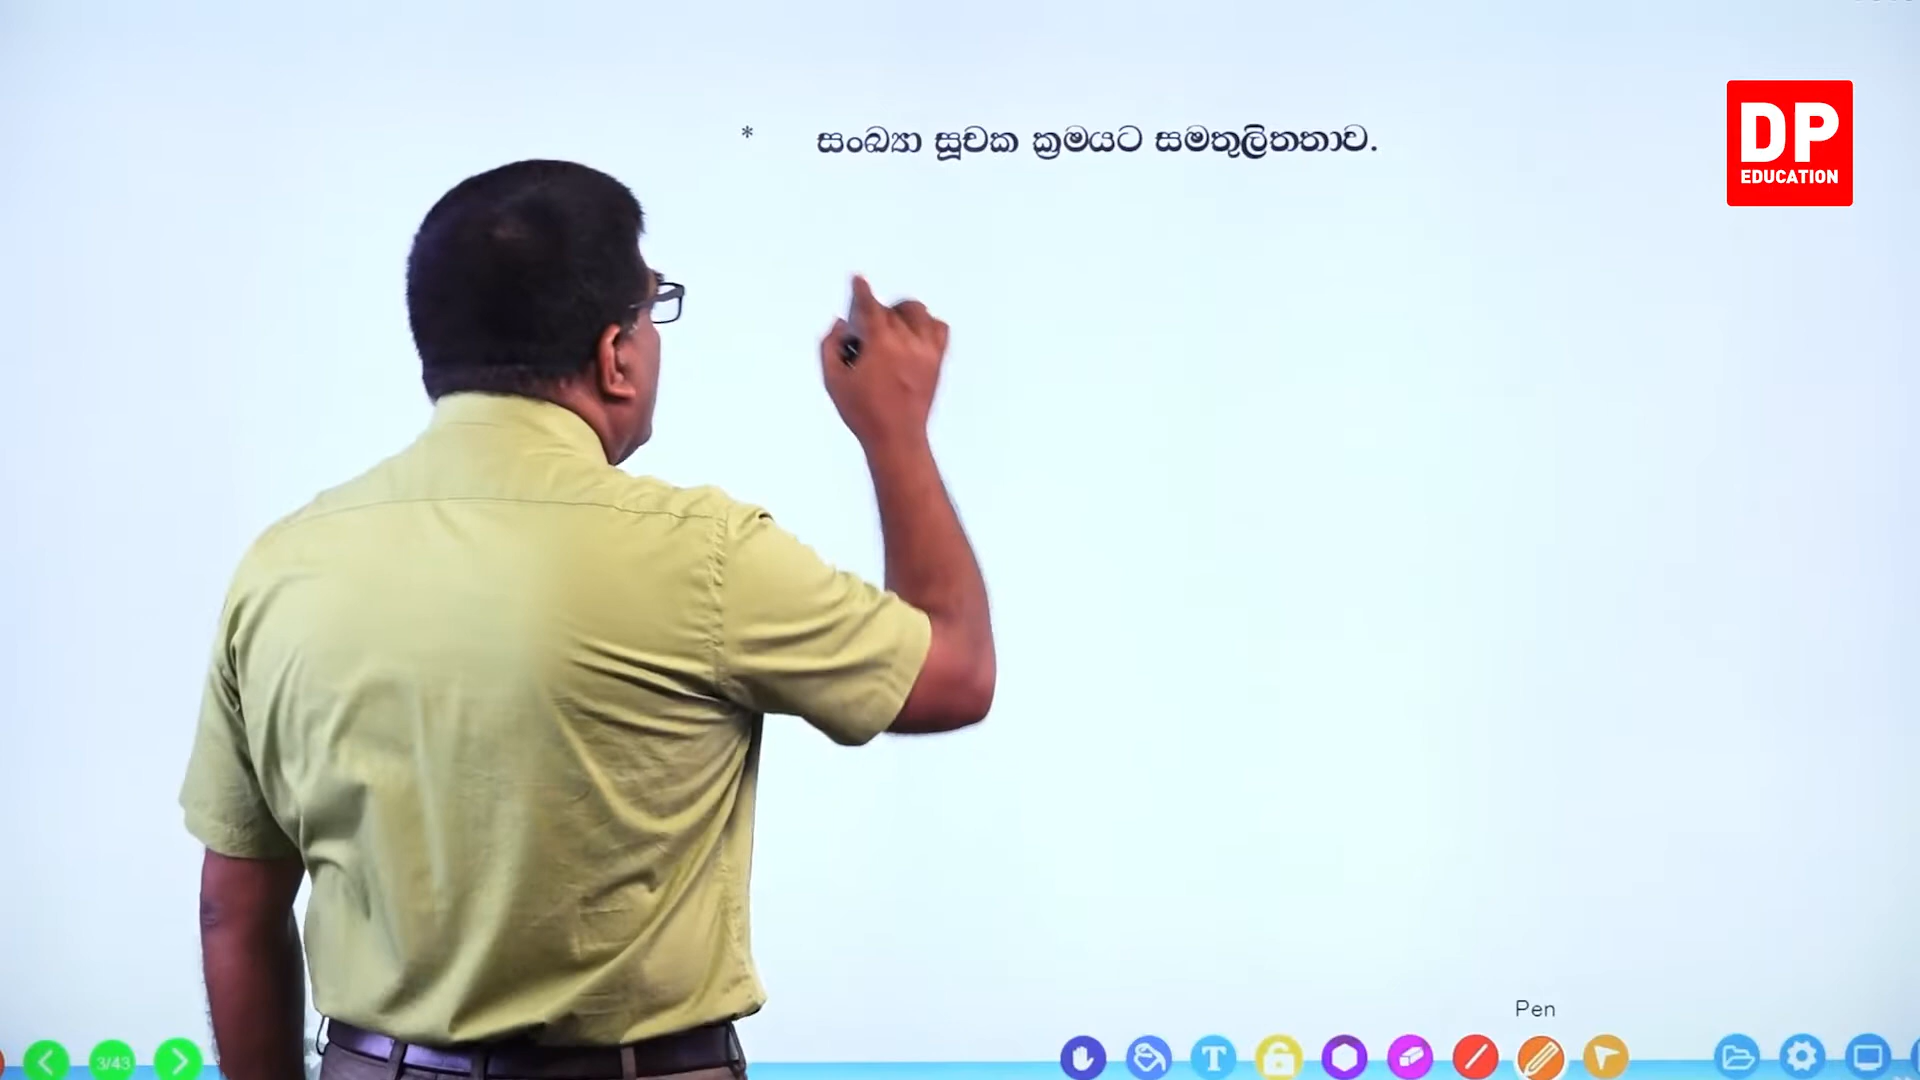 * සංඛ්‍යා සූචක ක්‍රමයට සමතුලිතතාව.
DP
EDUCATION
Pen
3/43
T